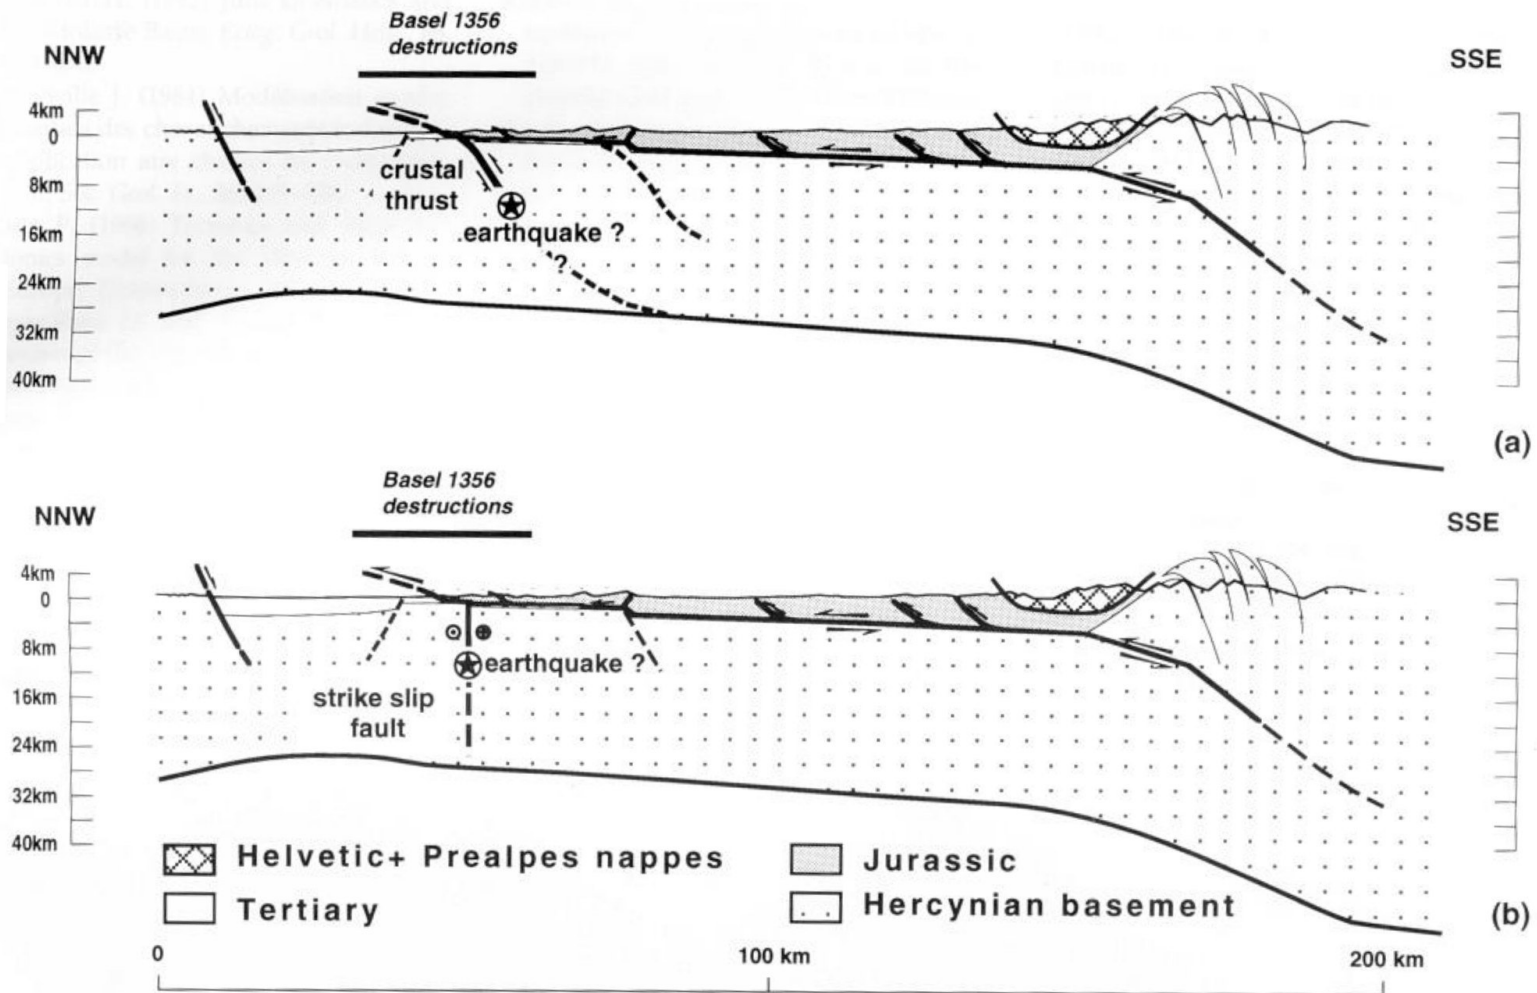 Basel 1356
destructions
NNW
SSE
4km
0
8km
16km
24km
32km
40km
crustal
thrust
earthquake ?
?
(a)
Basel 1356
destructions
NNW
SSE
4km
0
8km
16km
24km
32km
40km
earthquake ?
strike slip
fault
Helvetic+ Prealpes nappes
Jurassic
Tertiary
Hercynian basement
(b)
0
100 km
200 km